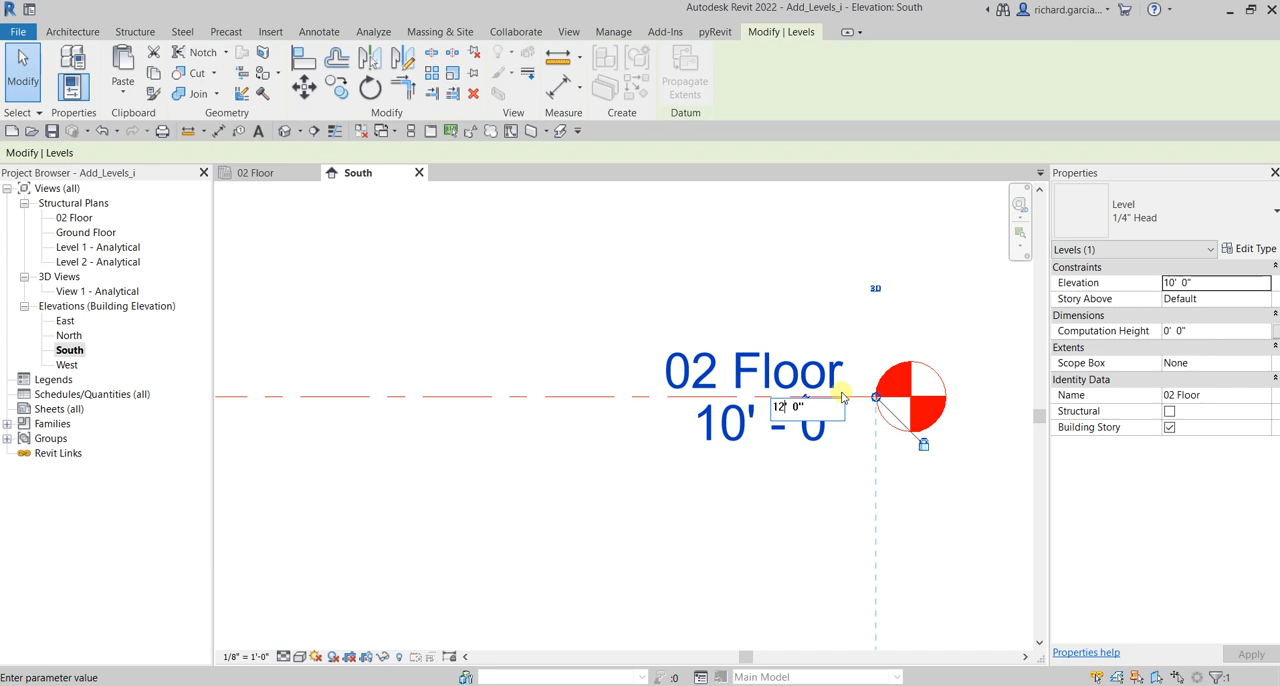 Autodesk Revit 2022 - Add_Levels_i - Elevation: South
richard.garcia...
File Architecture Structure Steel Precast Insert Annotate Analyze Massing & Site Collaborate View Manage Add-Ins pyRevit Modify | Levels
Modify Paste Notch Cut Join Propagate Extents
Select Properties Clipboard Geometry Modify View Measure Create Datum
Modify | Levels
Project Browser - Add_Levels_i
02 Floor South
Properties
Views (all)
Structural Plans
02 Floor
Ground Floor
Level 1 - Analytical
Level 2 - Analytical
3D Views
View 1 - Analytical
Elevations (Building Elevation)
East
North
South
West
Legends
Schedules/Quantities (all)
Sheets (all)
Families
Groups
Revit Links
3D
02 Floor
12' 0"
10' - 0
Level
1/4" Head
Levels (1) Edit Type
Constraints
Elevation 10' 0"
Story Above Default
Dimensions
Computation Height 0' 0"
Extents
Scope Box None
Identity Data
Name 02 Floor
Structural
Building Story
Properties help Apply
1/8" = 1'-0"
Enter parameter value
:0 Main Model :1